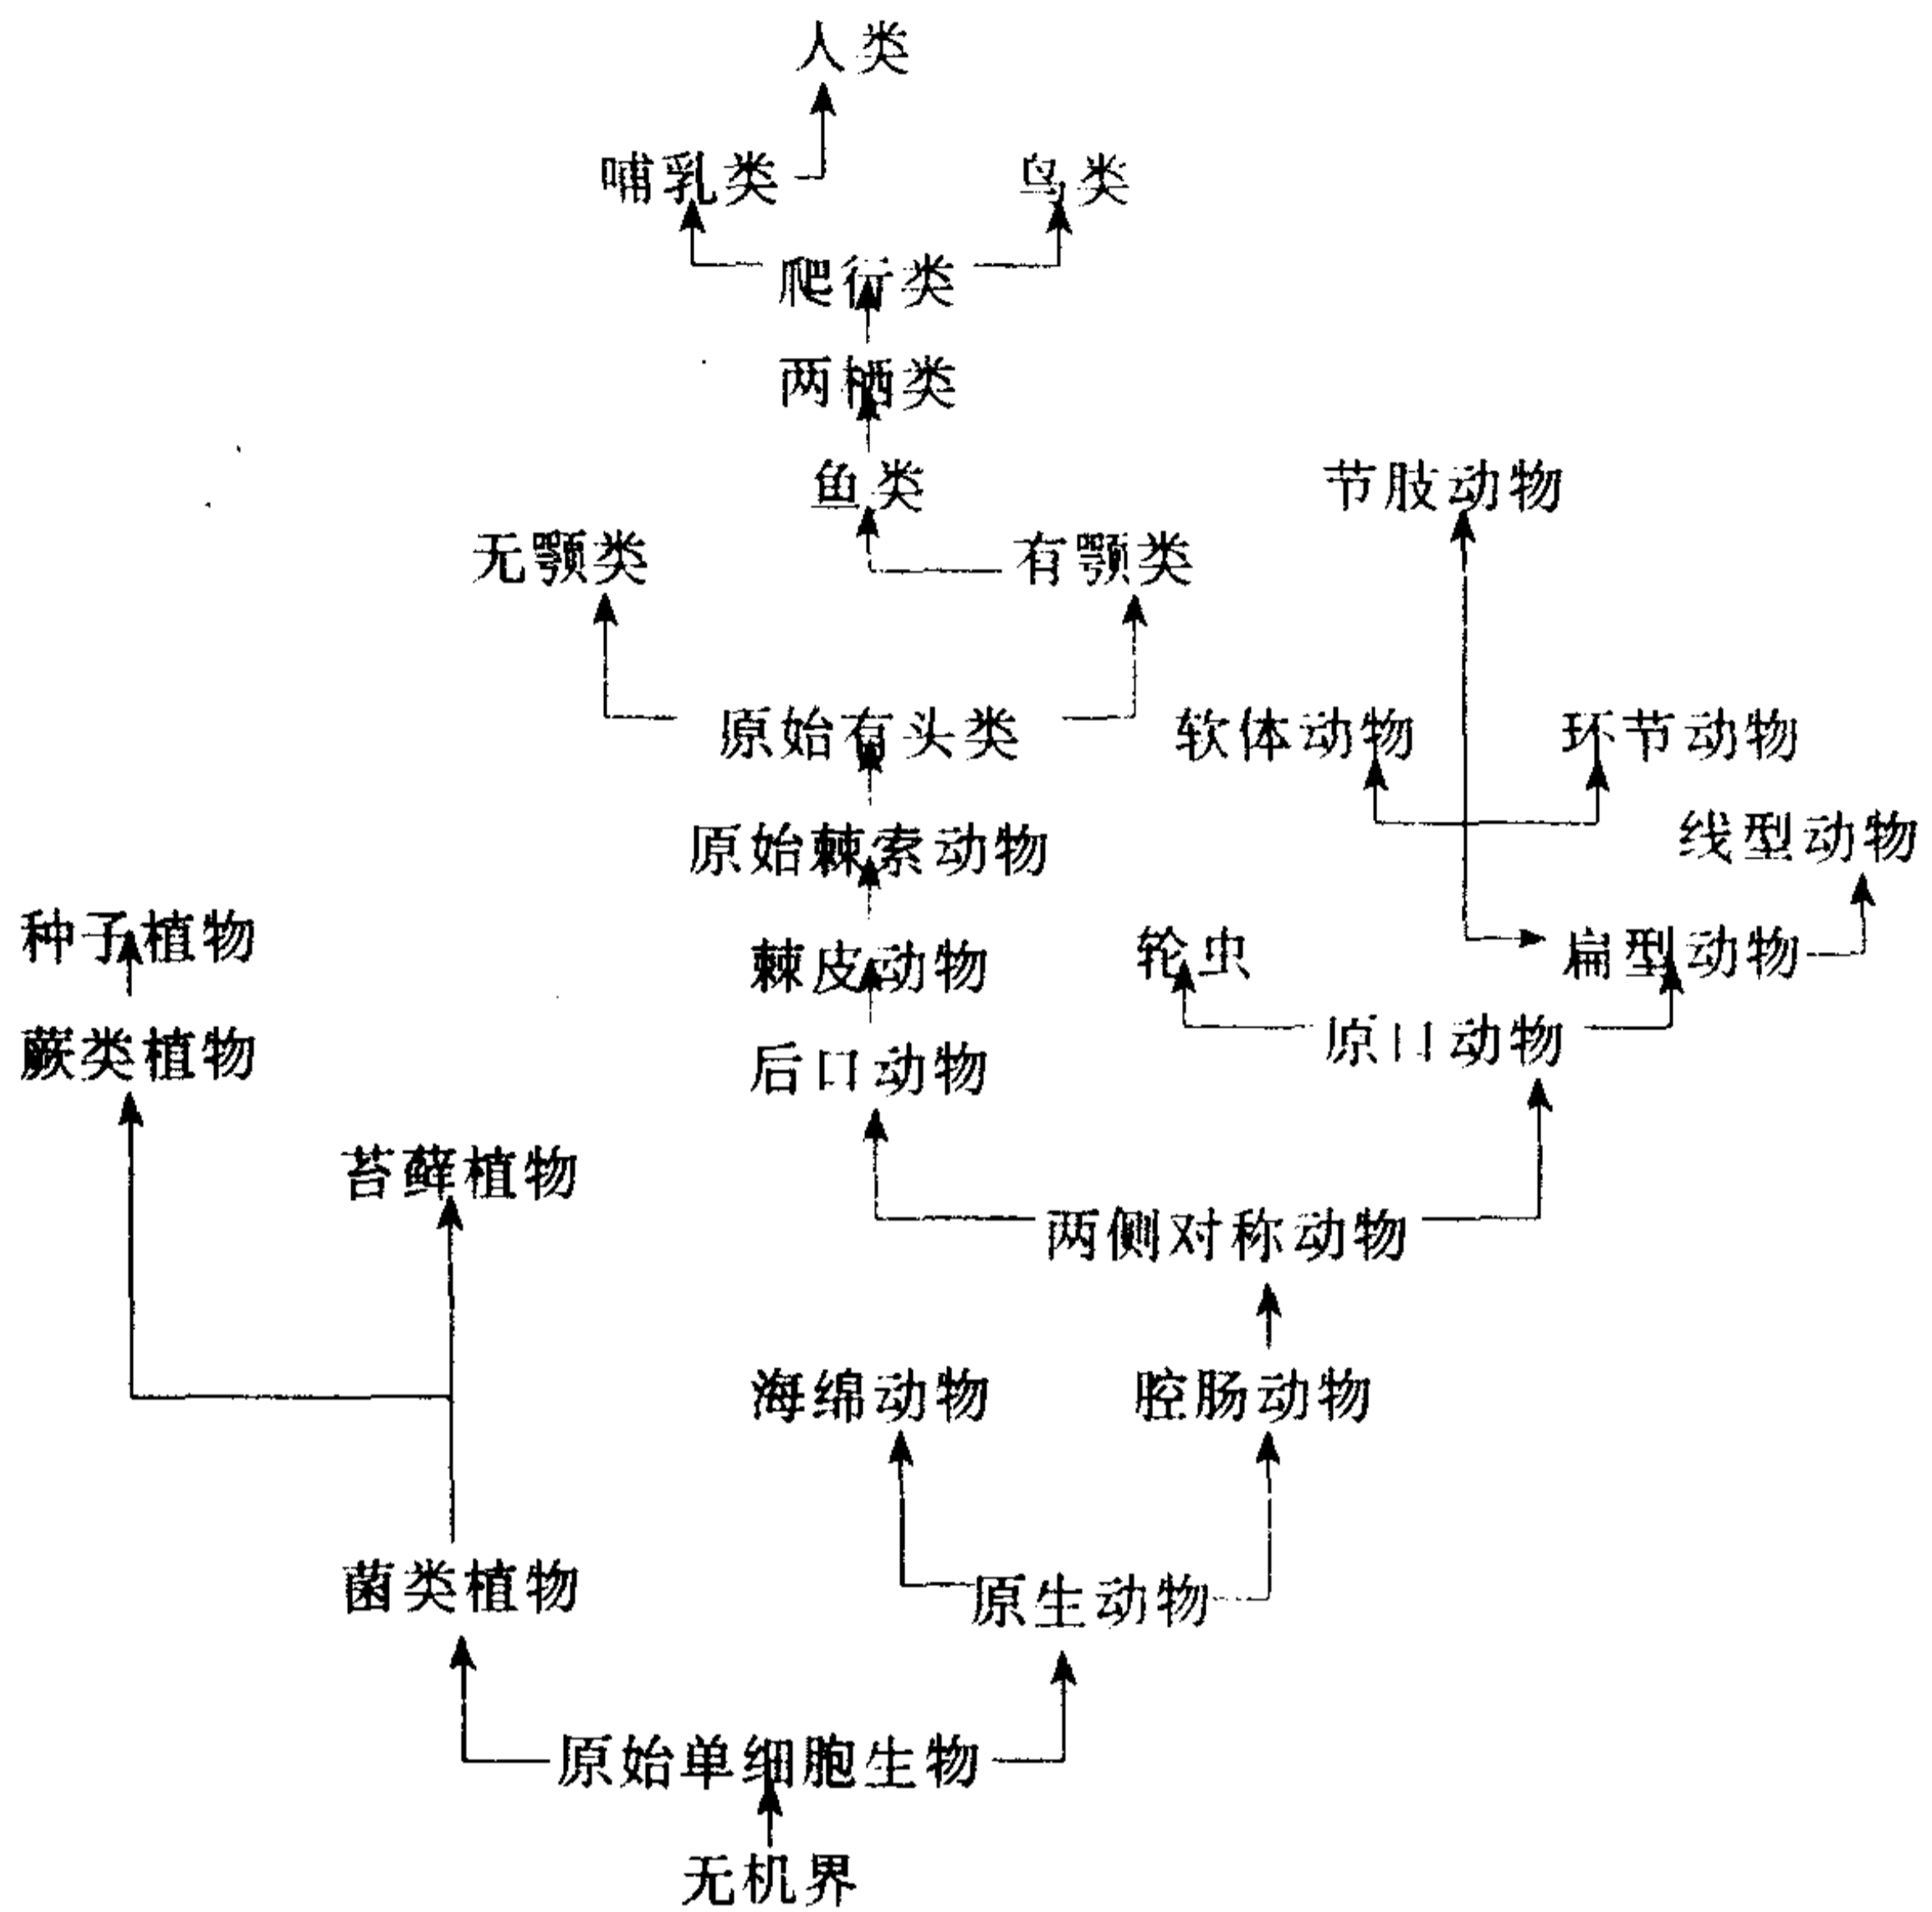 人类
哺乳类
鸟类
爬行类
两栖类
鱼类
节肢动物
无颚类
有颚类
原始有头类
软体动物
环节动物
线型动物
原始棘索动物
种子植物
棘皮动物
轮虫
扁型动物
蕨类植物
后口动物
原口动物
苔藓植物
两侧对称动物
海绵动物
腔肠动物
菌类植物
原生动物
原始单细胞生物
无机界